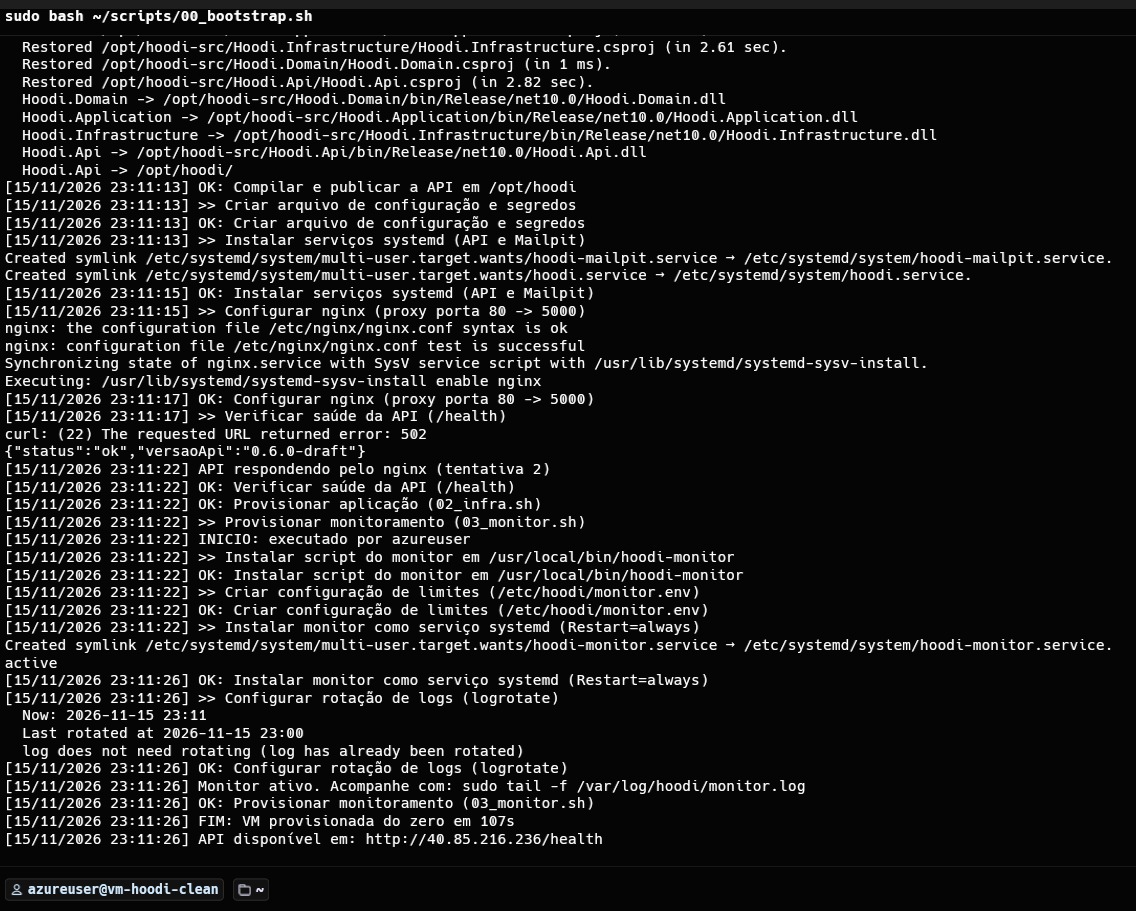 sudo bash ~/scripts/00_bootstrap.sh
Restored /opt/hoodi-src/Hoodi.Infrastructure/Hoodi.Infrastructure.csproj (in 2.61 sec).
Restored /opt/hoodi-src/Hoodi.Domain/Hoodi.Domain.csproj (in 1 ms).
Restored /opt/hoodi-src/Hoodi.Api/Hoodi.Api.csproj (in 2.82 sec).
Hoodi.Domain -> /opt/hoodi-src/Hoodi.Domain/bin/Release/net10.0/Hoodi.Domain.dll
Hoodi.Application -> /opt/hoodi-src/Hoodi.Application/bin/Release/net10.0/Hoodi.Application.dll
Hoodi.Infrastructure -> /opt/hoodi-src/Hoodi.Infrastructure/bin/Release/net10.0/Hoodi.Infrastructure.dll
Hoodi.Api -> /opt/hoodi-src/Hoodi.Api/bin/Release/net10.0/Hoodi.Api.dll
Hoodi.Api -> /opt/hoodi/
[15/11/2026 23:11:13] OK: Compilar e publicar a API em /opt/hoodi
[15/11/2026 23:11:13] >> Criar arquivo de configuração e segredos
[15/11/2026 23:11:13] OK: Criar arquivo de configuração e segredos
[15/11/2026 23:11:13] >> Instalar serviços systemd (API e Mailpit)
Created symlink /etc/systemd/system/multi-user.target.wants/hoodi-mailpit.service → /etc/systemd/system/hoodi-mailpit.service.
Created symlink /etc/systemd/system/multi-user.target.wants/hoodi.service → /etc/systemd/system/hoodi.service.
[15/11/2026 23:11:15] OK: Instalar serviços systemd (API e Mailpit)
[15/11/2026 23:11:15] >> Configurar nginx (proxy porta 80 -> 5000)
nginx: the configuration file /etc/nginx/nginx.conf syntax is ok
nginx: configuration file /etc/nginx/nginx.conf test is successful
Synchronizing state of nginx.service with SysV service script with /usr/lib/systemd/systemd-sysv-install.
Executing: /usr/lib/systemd/systemd-sysv-install enable nginx
[15/11/2026 23:11:17] OK: Configurar nginx (proxy porta 80 -> 5000)
[15/11/2026 23:11:17] >> Verificar saúde da API (/health)
curl: (22) The requested URL returned error: 502
{"status":"ok","versaoApi":"0.6.0-draft"}
[15/11/2026 23:11:22] API respondendo pelo nginx (tentativa 2)
[15/11/2026 23:11:22] OK: Verificar saúde da API (/health)
[15/11/2026 23:11:22] OK: Provisionar aplicação (02_infra.sh)
[15/11/2026 23:11:22] >> Provisionar monitoramento (03_monitor.sh)
[15/11/2026 23:11:22] INICIO: executado por azureuser
[15/11/2026 23:11:22] >> Instalar script do monitor em /usr/local/bin/hoodi-monitor
[15/11/2026 23:11:22] OK: Instalar script do monitor em /usr/local/bin/hoodi-monitor
[15/11/2026 23:11:22] >> Criar configuração de limites (/etc/hoodi/monitor.env)
[15/11/2026 23:11:22] OK: Criar configuração de limites (/etc/hoodi/monitor.env)
[15/11/2026 23:11:22] >> Instalar monitor como serviço systemd (Restart=always)
Created symlink /etc/systemd/system/multi-user.target.wants/hoodi-monitor.service → /etc/systemd/system/hoodi-monitor.service.
active
[15/11/2026 23:11:26] OK: Instalar monitor como serviço systemd (Restart=always)
[15/11/2026 23:11:26] >> Configurar rotação de logs (logrotate)
Now: 2026-11-15 23:11
Last rotated at 2026-11-15 23:00
log does not need rotating (log has already been rotated)
[15/11/2026 23:11:26] OK: Configurar rotação de logs (logrotate)
[15/11/2026 23:11:26] Monitor ativo. Acompanhe com: sudo tail -f /var/log/hoodi/monitor.log
[15/11/2026 23:11:26] OK: Provisionar monitoramento (03_monitor.sh)
[15/11/2026 23:11:26] FIM: VM provisionada do zero em 107s
[15/11/2026 23:11:26] API disponível em: http://40.85.216.236/health
azureuser@vm-hoodi-clean ~